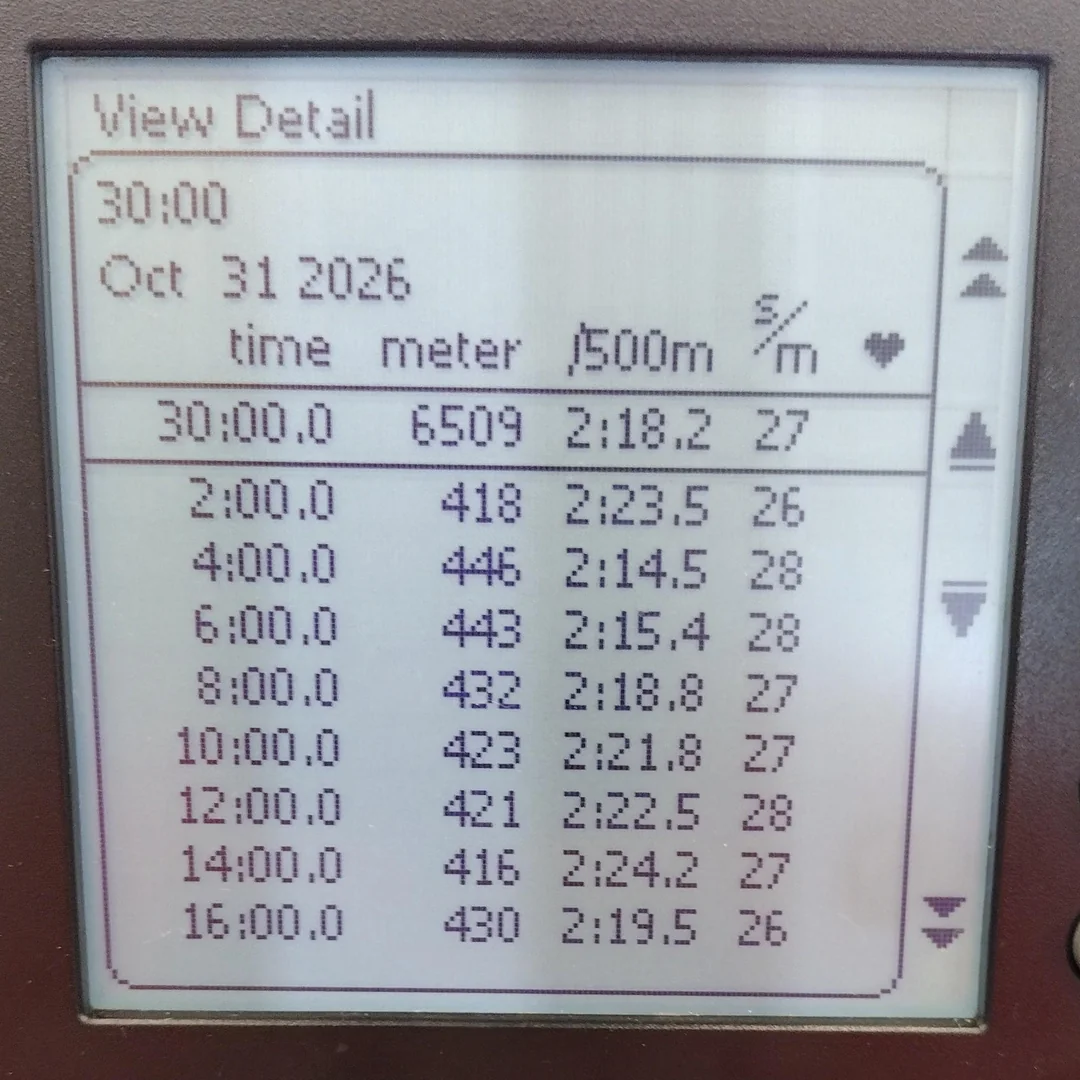 View Detail
30:00
Oct 31 2026
time meter /500m s/m ♥
30:00.0 6509 2:18.2 27
2:00.0 418 2:23.5 26
4:00.0 446 2:14.5 28
6:00.0 443 2:15.4 28
8:00.0 432 2:18.8 27
10:00.0 423 2:21.8 27
12:00.0 421 2:22.5 28
14:00.0 416 2:24.2 27
16:00.0 430 2:19.5 26